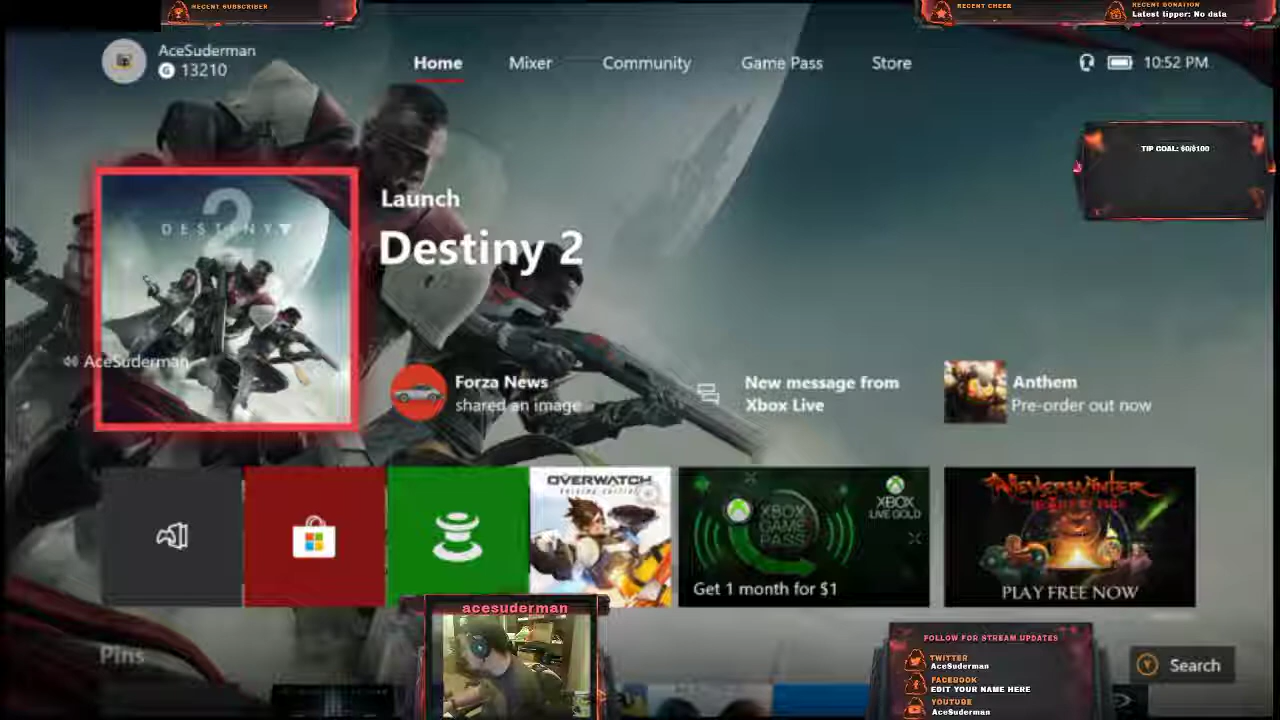 RECENT SUBSCRIBER
RECENT CHEER
RECENT DONATION
Latest tipper: No data
AceSuderman
G 13210
Home
Mixer
Community
Game Pass
Store
10:52 PM
TIP GOAL: $0/$100
2
DESTINY
Launch
Destiny 2
AceSuderman
Forza News
shared an image
New message from
Xbox Live
Anthem
Pre-order out now
OVERWATCH
XBOX
GAME
PASS
XBOX
LIVE GOLD
Get 1 month for $1
NEVERWINTER
PLAY FREE NOW
acesuderman
Pins
FOLLOW FOR STREAM UPDATES
TWITTER
AceSuderman
FACEBOOK
EDIT YOUR NAME HERE
YOUTUBE
AceSuderman
Y Search